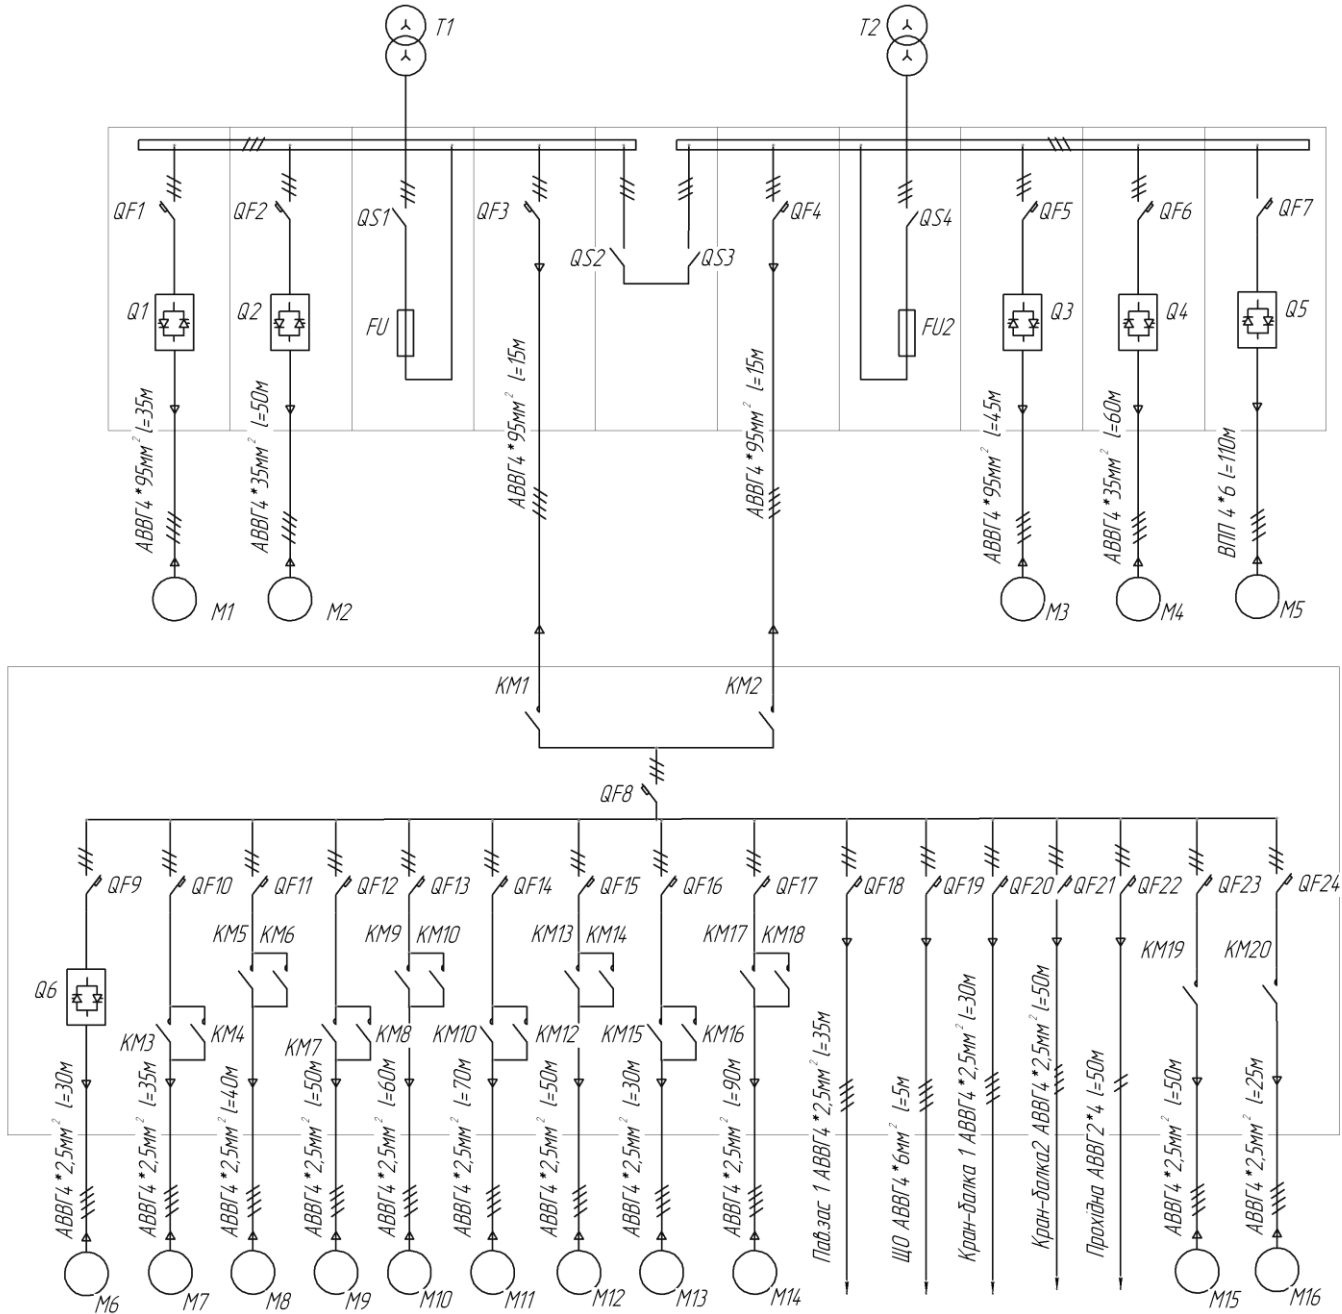 T1
T2
QF1
QF2
QS1
QF3
QS2
QS3
QF4
QS4
QF5
QF6
QF7
Q1
Q2
FU
FU2
Q3
Q4
Q5
АВВГ4*95мм² l=35м
АВВГ4*35мм² l=50м
АВВГ4*95мм² l=15м
АВВГ4*95мм² l=15м
АВВГ4*95мм² l=45м
АВВГ4*35мм² l=60м
ВПП 4*6 l=110м
M1
M2
M3
M4
M5
KM1
KM2
QF8
QF9
QF10
QF11
QF12
QF13
QF14
QF15
QF16
QF17
QF18
QF19
QF20
QF21
QF22
QF23
QF24
KM5
KM6
KM9
KM10
KM13
KM14
KM17
KM18
KM19
KM20
Q6
KM3
KM4
KM7
KM8
KM10
KM12
KM15
KM16
АВВГ4*2,5мм² l=30м
АВВГ4*2,5мм² l=35м
АВВГ4*2,5мм² l=40м
АВВГ4*2,5мм² l=50м
АВВГ4*2,5мм² l=60м
АВВГ4*2,5мм² l=70м
АВВГ4*2,5мм² l=50м
АВВГ4*2,5мм² l=30м
АВВГ4*2,5мм² l=90м
Павзас 1 АВВГ4*2,5мм² l=35м
ЩО АВВГ4*6мм² l=5м
Кран-балка 1 АВВГ4*2,5мм² l=30м
Кран-балка2 АВВГ4*2,5мм² l=50м
Прохідна АВВГ2*4 l=50м
АВВГ4*2,5мм² l=50м
АВВГ4*2,5мм² l=25м
M6
M7
M8
M9
M10
M11
M12
M13
M14
M15
M16